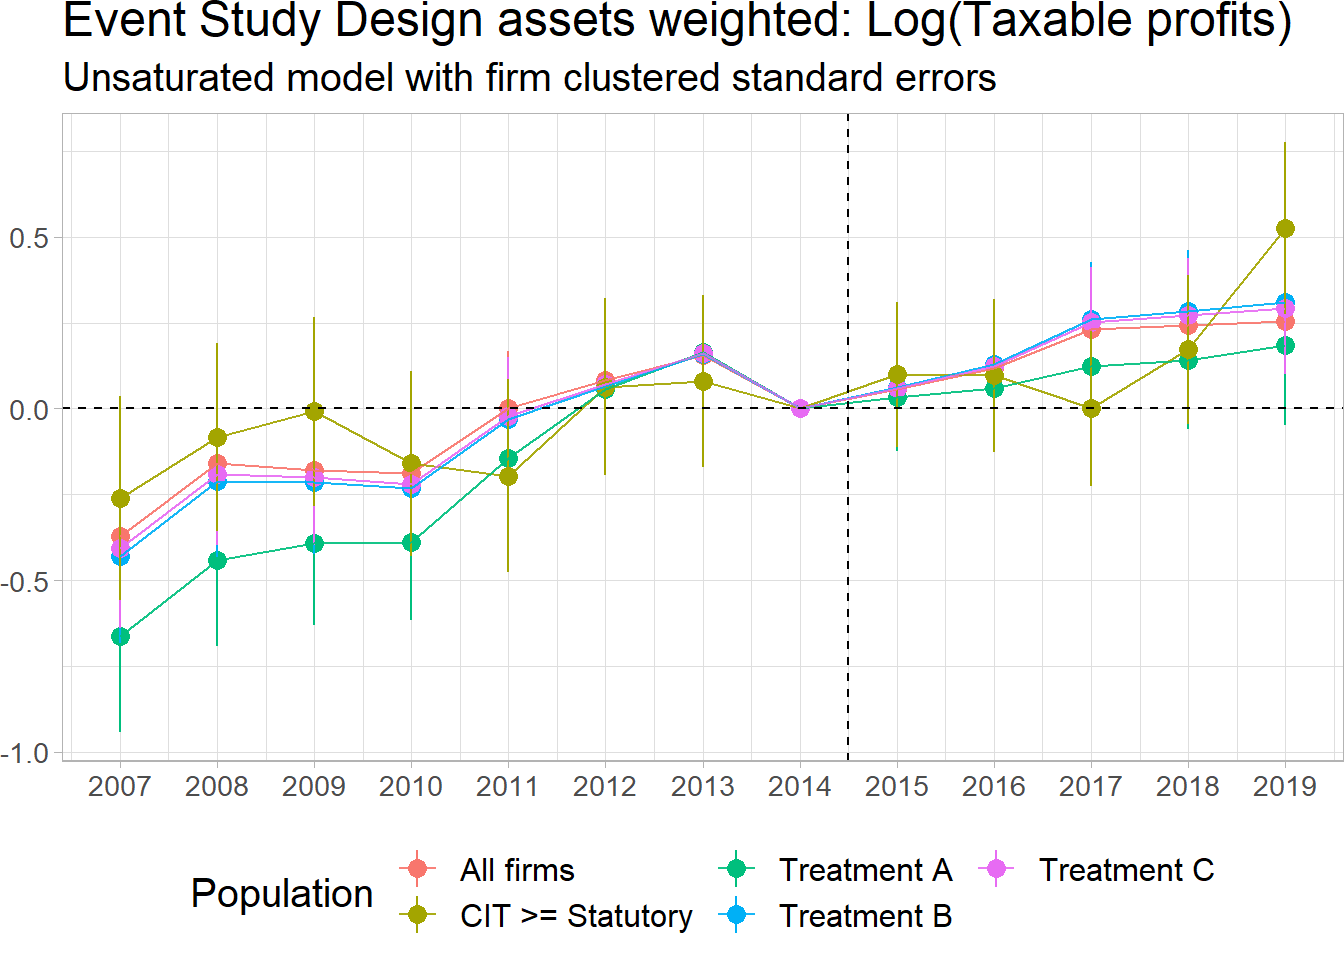 Event Study Design assets weighted: Log(Taxable profits)
Unsaturated model with firm clustered standard errors
0.5
0.0
-0.5
-1.0
2007 2008 2009 2010 2011 2012 2013 2014 2015 2016 2017 2018 2019
Population
All firms Treatment A Treatment C
CIT >= Statutory Treatment B